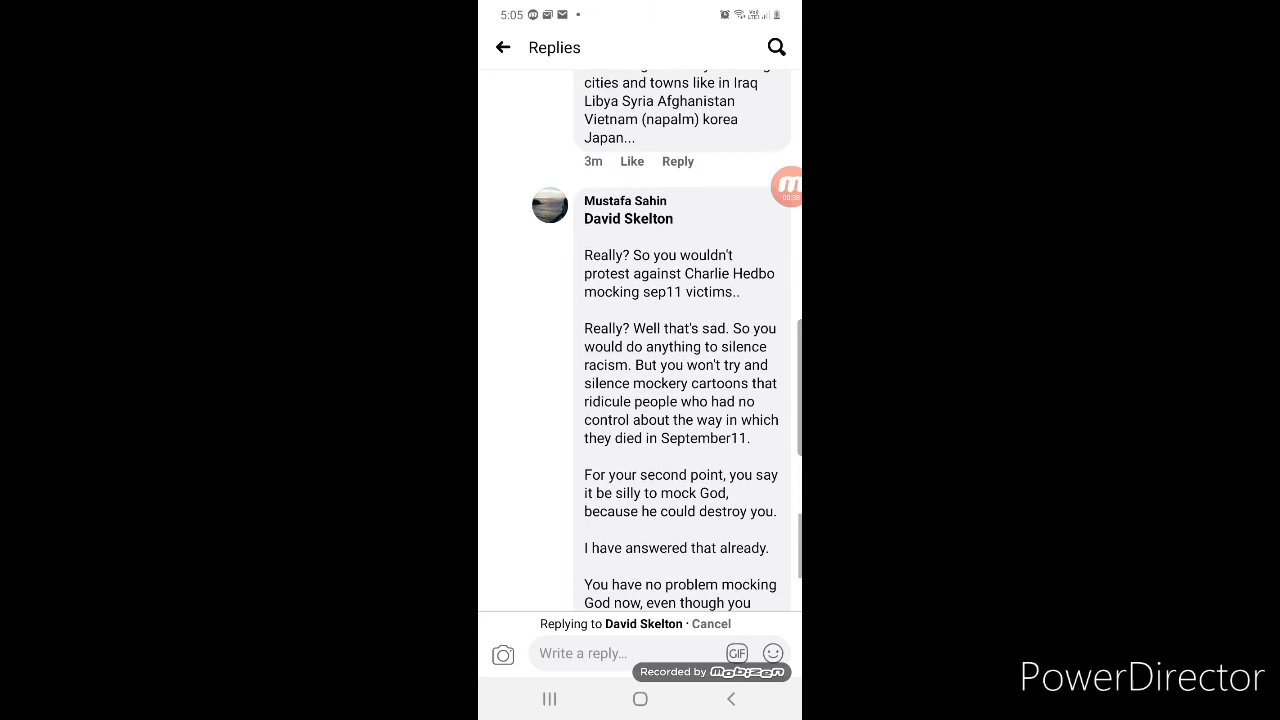 5:05
Replies
cities and towns like in Iraq
Libya Syria Afghanistan
Vietnam (napalm) korea
Japan...
3m Like Reply
00:36
Mustafa Sahin
David Skelton
Really? So you wouldn't
protest against Charlie Hedbo
mocking sep11 victims..
Really? Well that's sad. So you
would do anything to silence
racism. But you won't try and
silence mockery cartoons that
ridicule people who had no
control about the way in which
they died in September11.
For your second point, you say
it be silly to mock God,
because he could destroy you.
I have answered that already.
You have no problem mocking
God now, even though you
Replying to David Skelton · Cancel
Write a reply...
GIF
Recorded by mobizen
PowerDirector